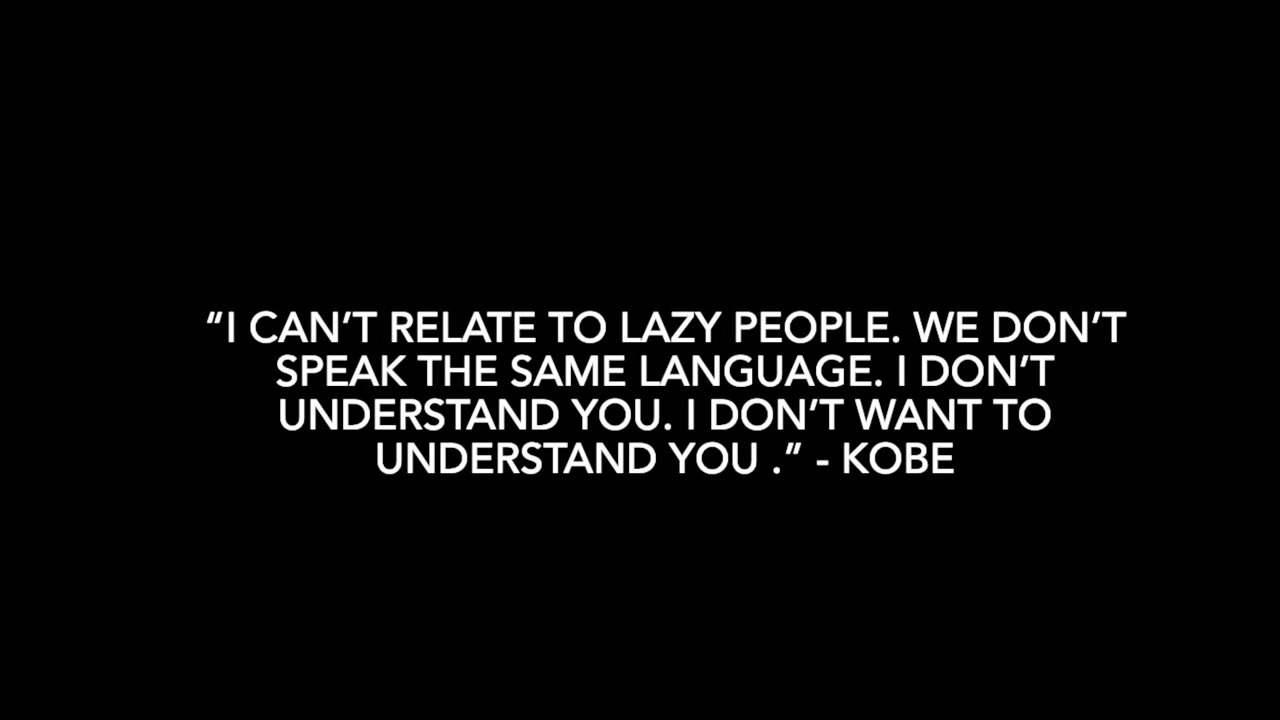 “I CAN’T RELATE TO LAZY PEOPLE. WE DON’T
SPEAK THE SAME LANGUAGE. I DON’T
UNDERSTAND YOU. I DON’T WANT TO
UNDERSTAND YOU .” - KOBE